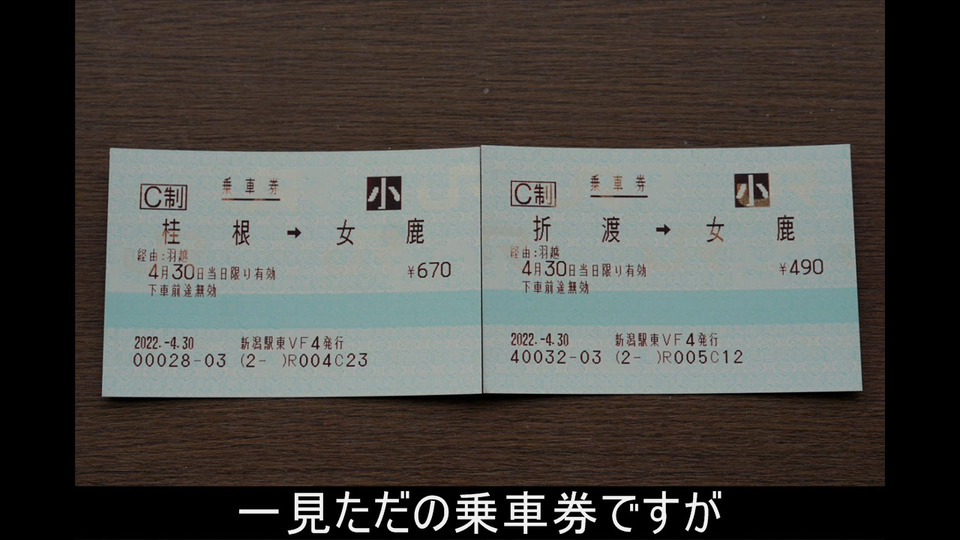 C制 乗車券 小
桂根→女鹿
経由:羽越
4月30日当日限り有効 ¥670
下車前途無効
2022.-4.30 新潟駅東VF4発行
00028-03 (2- )R004C23
C制 乗車券 小
折渡→女鹿
経由:羽越
4月30日当日限り有効 ¥490
下車前途無効
2022.-4.30 新潟駅東VF4発行
40032-03 (2- )R005C12
一見ただの乗車券ですが